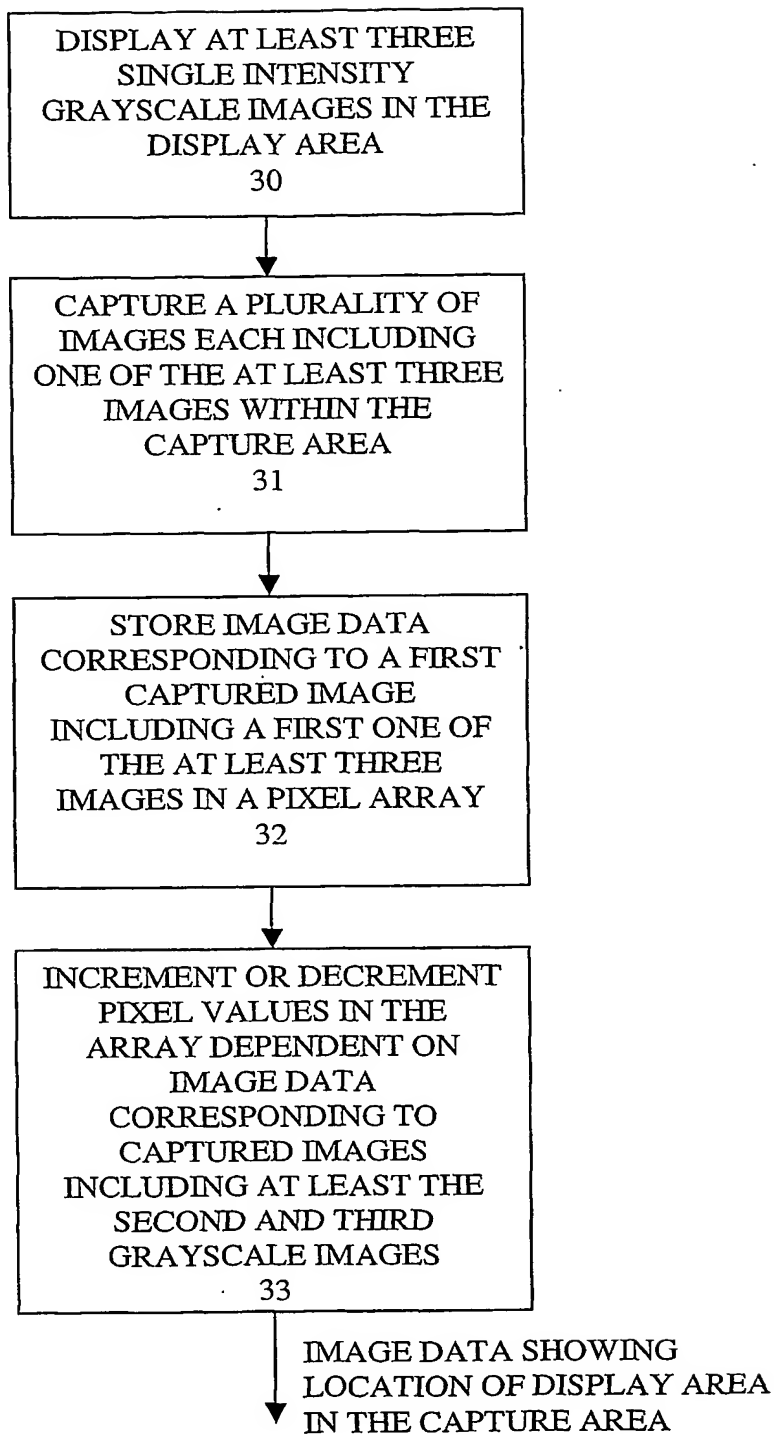 DISPLAY AT LEAST THREE
SINGLE INTENSITY
GRAYSCALE IMAGES IN THE
DISPLAY AREA
30
CAPTURE A PLURALITY OF
IMAGES EACH INCLUDING
ONE OF THE AT LEAST THREE
IMAGES WITHIN THE
CAPTURE AREA
31
STORE IMAGE DATA
CORRESPONDING TO A FIRST
CAPTURED IMAGE
INCLUDING A FIRST ONE OF
THE AT LEAST THREE
IMAGES IN A PIXEL ARRAY
32
INCREMENT OR DECREMENT
PIXEL VALUES IN THE
ARRAY DEPENDENT ON
IMAGE DATA
CORRESPONDING TO
CAPTURED IMAGES
INCLUDING AT LEAST THE
SECOND AND THIRD
GRAYSCALE IMAGES
33
IMAGE DATA SHOWING
LOCATION OF DISPLAY AREA
IN THE CAPTURE AREA